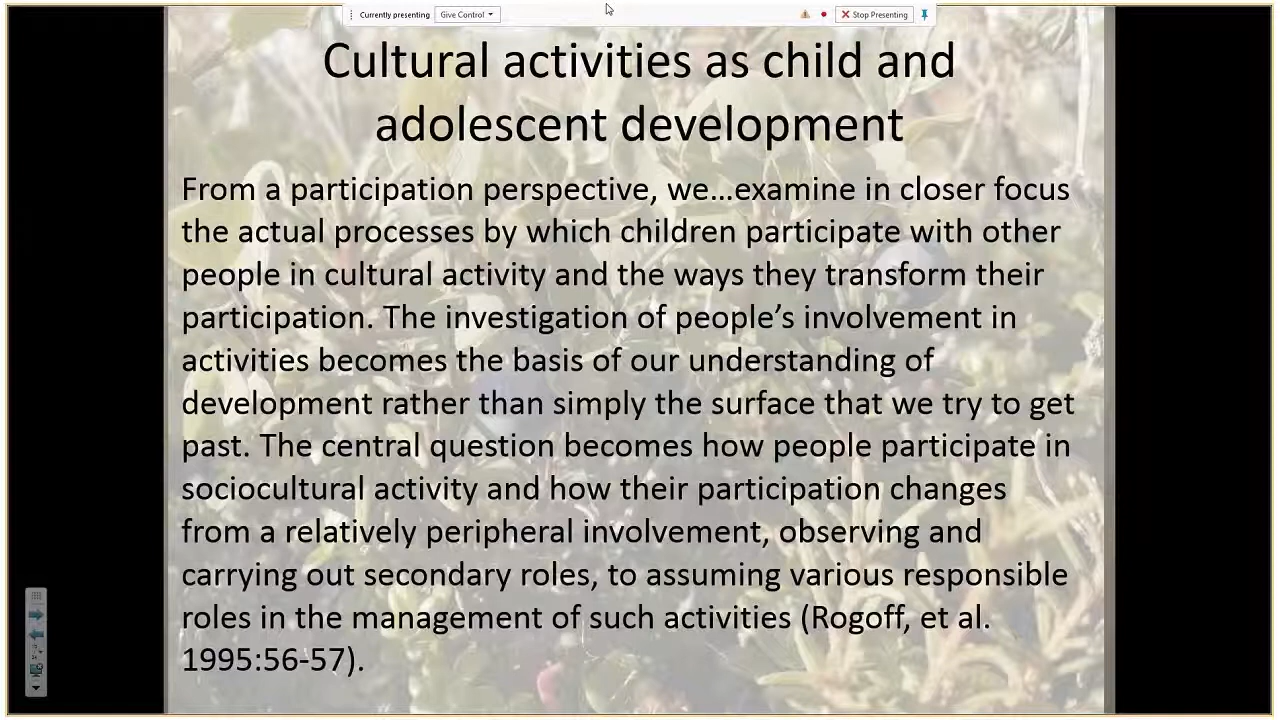 Currently presenting Give Control Stop Presenting
Cultural activities as child and
adolescent development
From a participation perspective, we…examine in closer focus
the actual processes by which children participate with other
people in cultural activity and the ways they transform their
participation. The investigation of people’s involvement in
activities becomes the basis of our understanding of
development rather than simply the surface that we try to get
past. The central question becomes how people participate in
sociocultural activity and how their participation changes
from a relatively peripheral involvement, observing and
carrying out secondary roles, to assuming various responsible
roles in the management of such activities (Rogoff, et al.
1995:56-57).